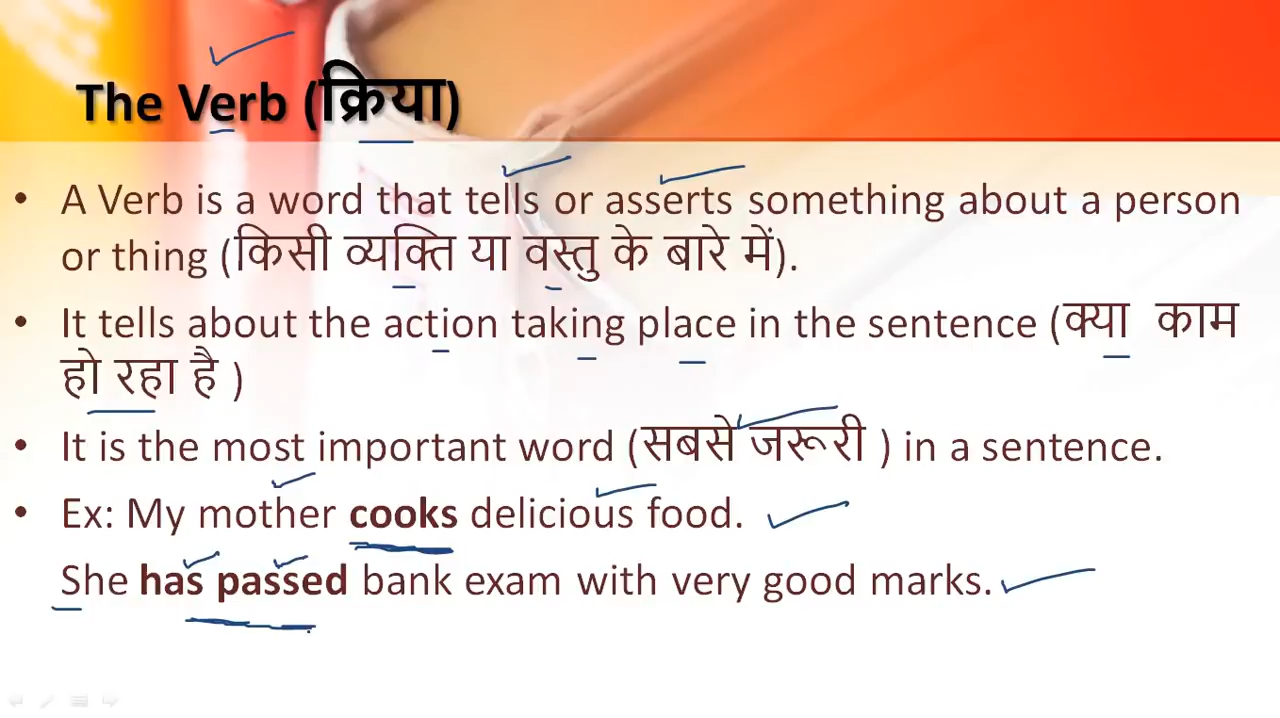 The Verb (क्रिया)
• A Verb is a word that tells or asserts something about a person
or thing (किसी व्यक्ति या वस्तु के बारे में).
• It tells about the action taking place in the sentence (क्या काम
हो रहा है )
• It is the most important word (सबसे जरूरी ) in a sentence.
• Ex: My mother cooks delicious food.
She has passed bank exam with very good marks.